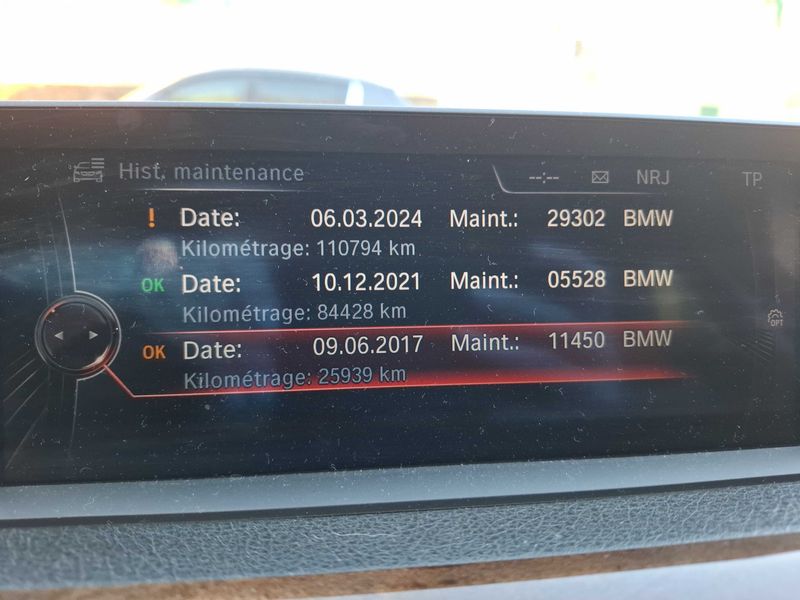 Hist. maintenance --:-- NRJ TP
! Date: 06.03.2024 Maint.: 29302 BMW
Kilométrage: 110794 km
OK Date: 10.12.2021 Maint.: 05528 BMW
Kilométrage: 84428 km
OPT
OK Date: 09.06.2017 Maint.: 11450 BMW
Kilométrage: 25939 km